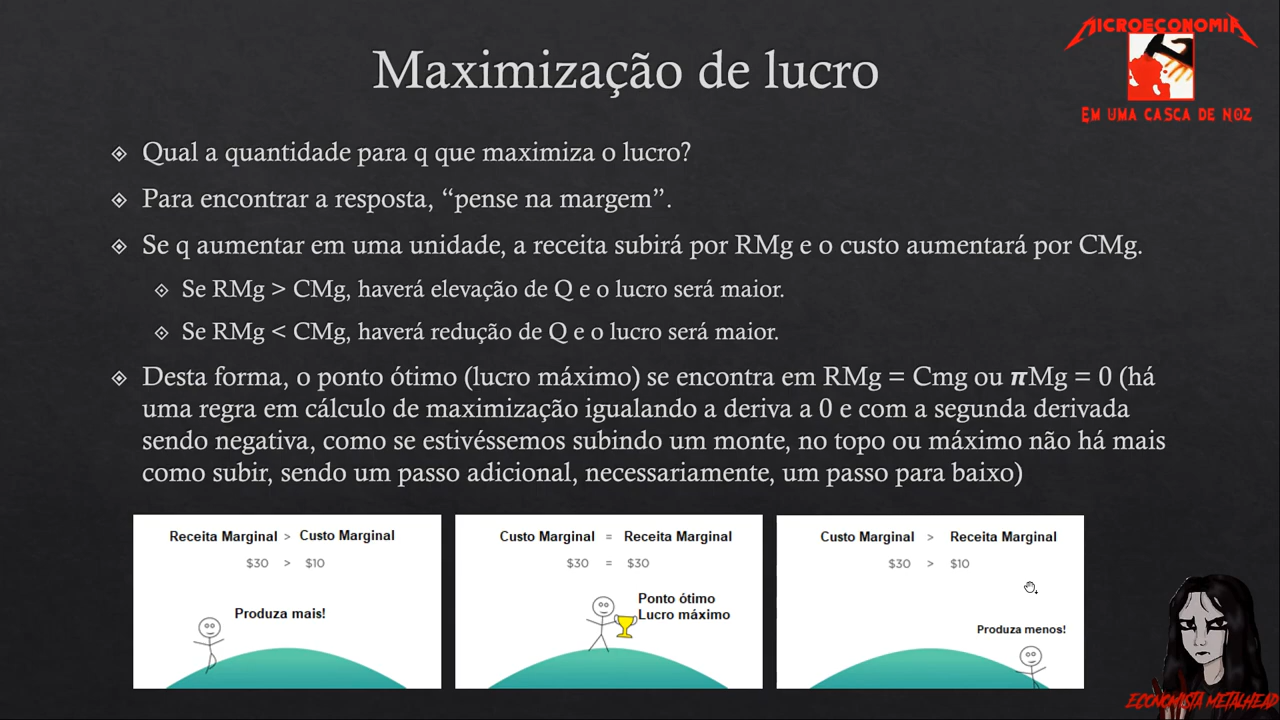 MICROECONOMIA
EM UMA CASCA DE NOZ
Maximização de lucro
Qual a quantidade para q que maximiza o lucro?
Para encontrar a resposta, “pense na margem”.
Se q aumentar em uma unidade, a receita subirá por RMg e o custo aumentará por CMg.
Se RMg > CMg, haverá elevação de Q e o lucro será maior.
Se RMg < CMg, haverá redução de Q e o lucro será maior.
Desta forma, o ponto ótimo (lucro máximo) se encontra em RMg = Cmg ou πMg = 0 (há
uma regra em cálculo de maximização igualando a deriva a 0 e com a segunda derivada
sendo negativa, como se estivéssemos subindo um monte, no topo ou máximo não há mais
como subir, sendo um passo adicional, necessariamente, um passo para baixo)
Receita Marginal > Custo Marginal
$30 > $10
Produza mais!
Custo Marginal = Receita Marginal
$30 = $30
Ponto ótimo
Lucro máximo
Custo Marginal > Receita Marginal
$30 > $10
Produza menos!
ECONOMISTA METALHEAD